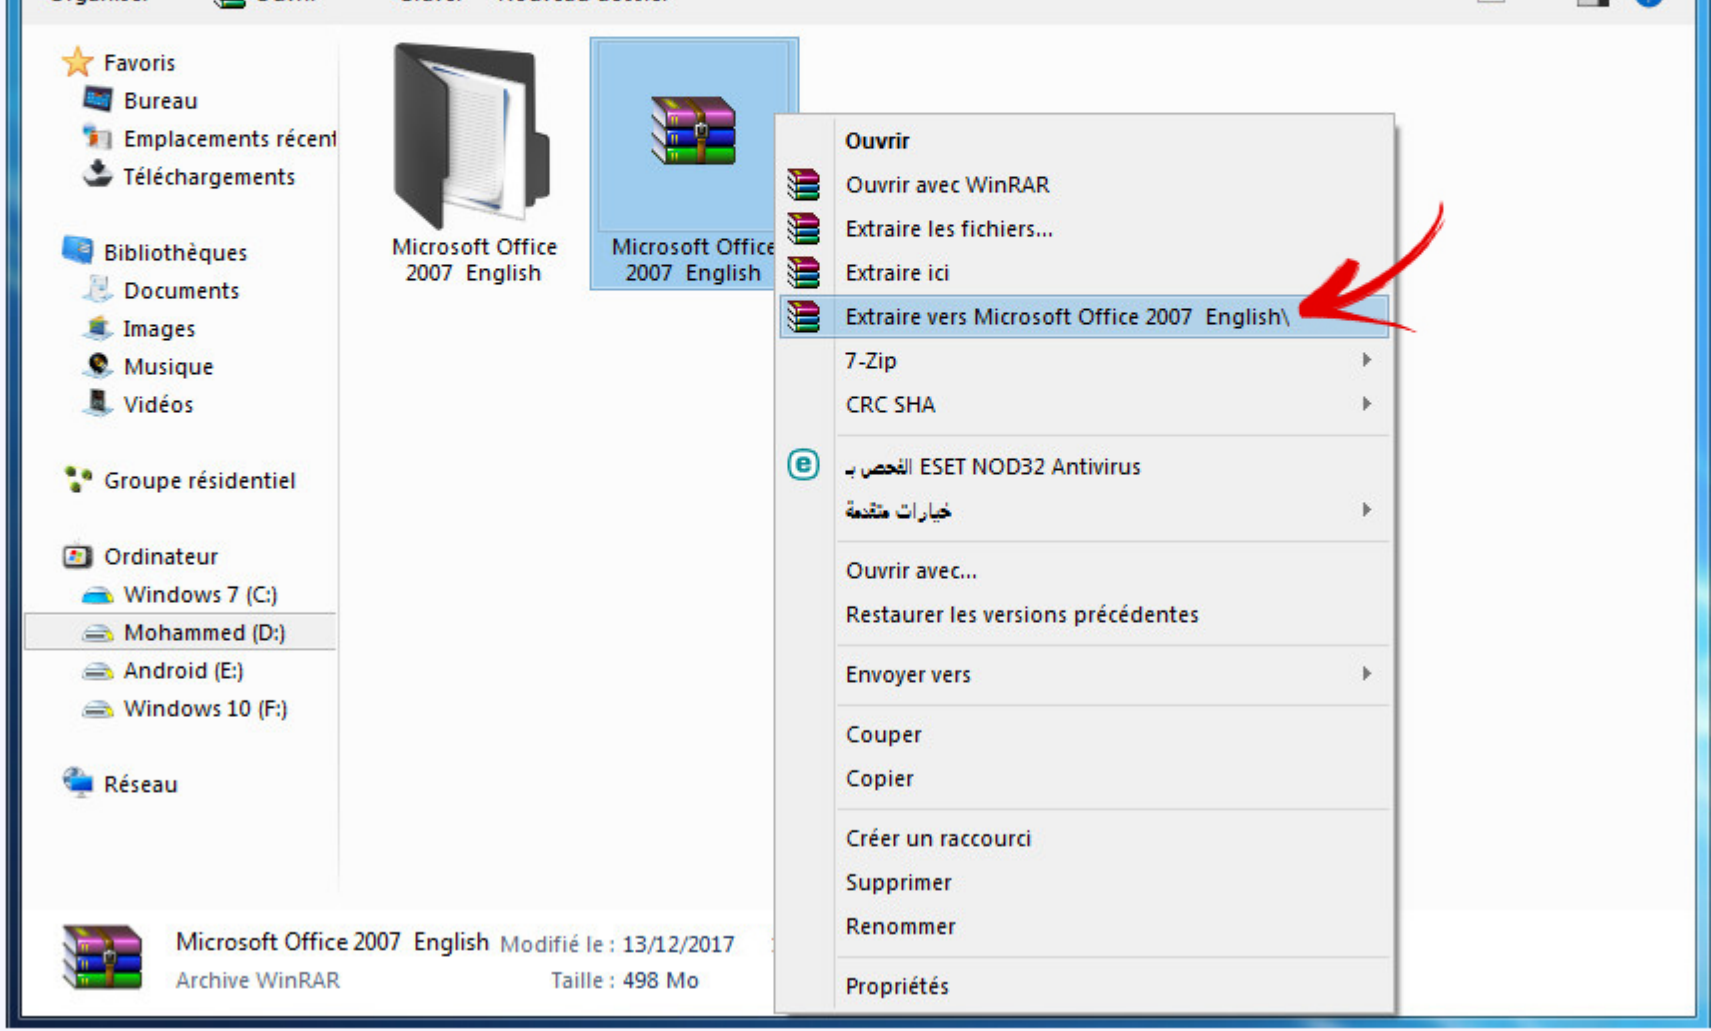 Favoris
Bureau
Emplacements récent
Téléchargements
Bibliothèques
Documents
Images
Musique
Vidéos
Groupe résidentiel
Ordinateur
Windows 7 (C:)
Mohammed (D:)
Android (E:)
Windows 10 (F:)
Réseau
Microsoft Office
2007 English
Microsoft Office
2007 English
Ouvrir
Ouvrir avec WinRAR
Extraire les fichiers...
Extraire ici
Extraire vers Microsoft Office 2007 English\
7-Zip
CRC SHA
الفحص بـ ESET NOD32 Antivirus
خيارات متقدمة
Ouvrir avec...
Restaurer les versions précédentes
Envoyer vers
Couper
Copier
Créer un raccourci
Supprimer
Renommer
Propriétés
Microsoft Office 2007 English Modifié le : 13/12/2017
Archive WinRAR Taille : 498 Mo